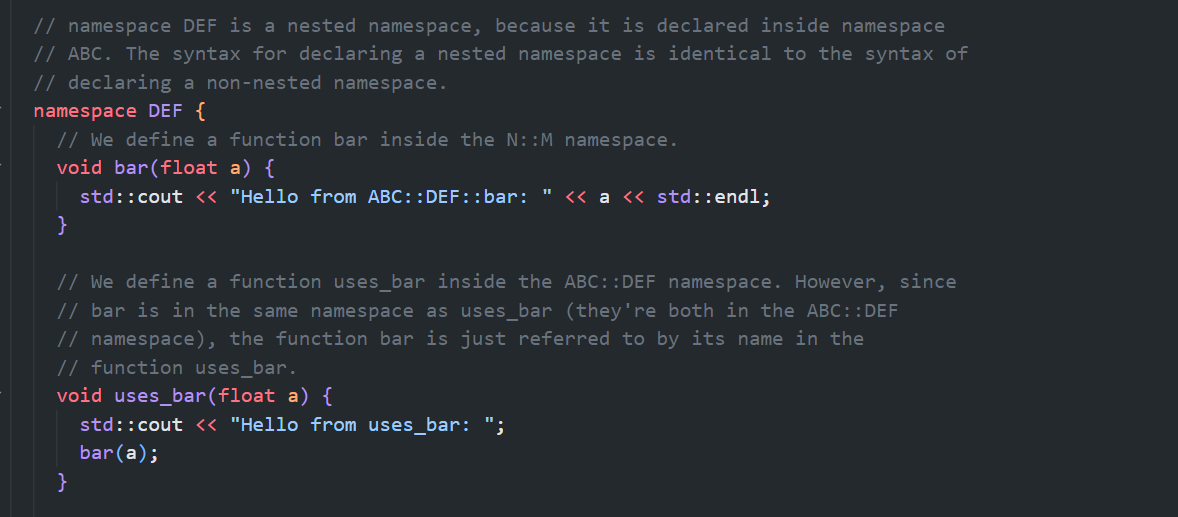 // namespace DEF is a nested namespace, because it is declared inside namespace
// ABC. The syntax for declaring a nested namespace is identical to the syntax of
// declaring a non-nested namespace.
namespace DEF {
// We define a function bar inside the N::M namespace.
void bar(float a) {
std::cout << "Hello from ABC::DEF::bar: " << a << std::endl;
}
// We define a function uses_bar inside the ABC::DEF namespace. However, since
// bar is in the same namespace as uses_bar (they're both in the ABC::DEF
// namespace), the function bar is just referred to by its name in the
// function uses_bar.
void uses_bar(float a) {
std::cout << "Hello from uses_bar: ";
bar(a);
}